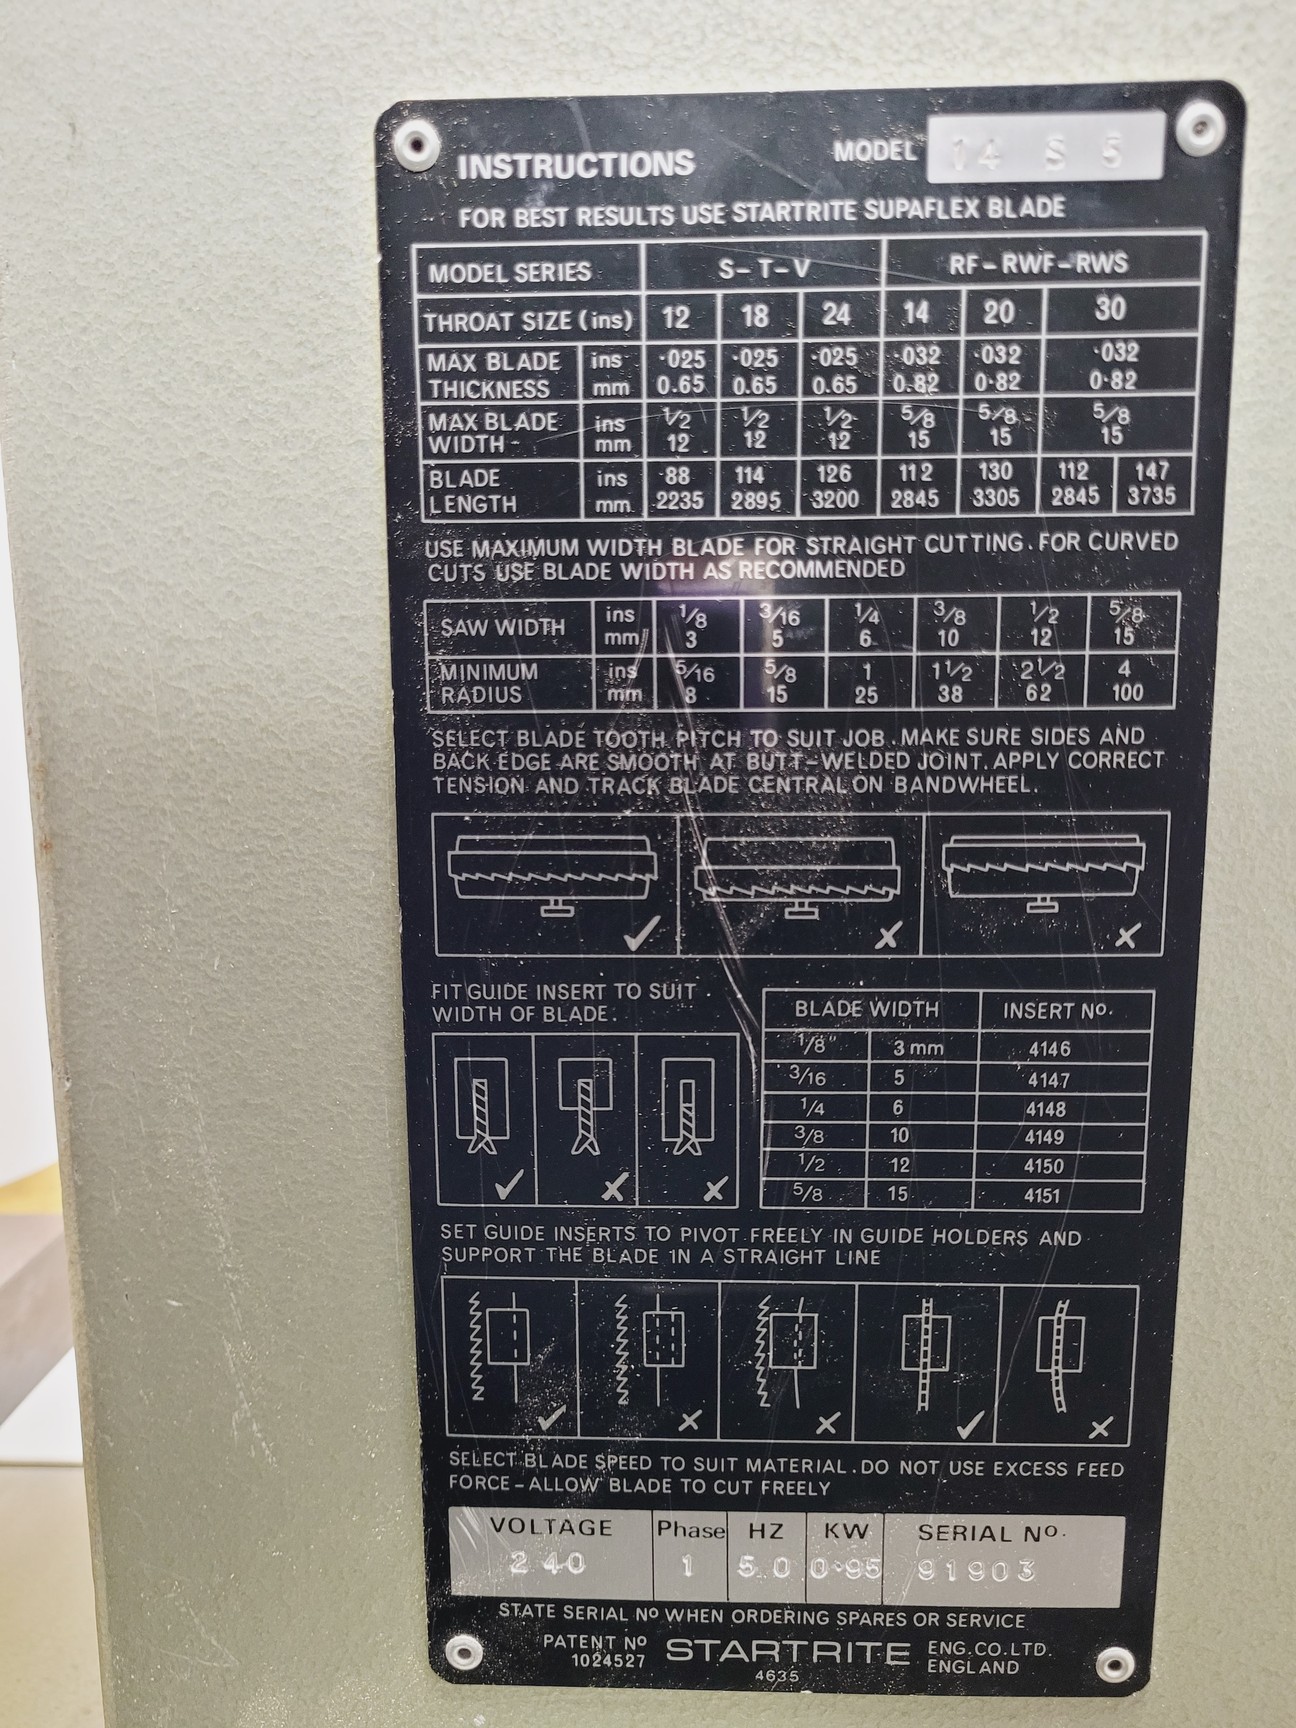 INSTRUCTIONS MODEL 14 S 5
FOR BEST RESULTS USE STARTRITE SUPAFLEX BLADE
MODEL SERIES S-T-V RF-RWF-RWS
THROAT SIZE (ins) 12 18 24 14 20 30
MAX BLADE THICKNESS ins ·025 ·025 ·025 ·032 ·032 ·032
mm 0.65 0.65 0.65 0.82 0·82 0·82
MAX BLADE WIDTH ins 1/2 1/2 1/2 5/8 5/8 5/8
mm 12 12 12 15 15 15
BLADE LENGTH ins 88 114 126 112 130 112 147
mm 2235 2895 3200 2845 3305 2845 3735
USE MAXIMUM WIDTH BLADE FOR STRAIGHT CUTTING. FOR CURVED
CUTS USE BLADE WIDTH AS RECOMMENDED
SAW WIDTH ins 1/8 3/16 1/4 3/8 1/2 5/8
mm 3 5 6 10 12 15
MINIMUM RADIUS ins 5/16 5/8 1 1 1/2 2 1/2 4
mm 8 15 25 38 62 100
SELECT BLADE TOOTH PITCH TO SUIT JOB. MAKE SURE SIDES AND
BACK EDGE ARE SMOOTH AT BUTT-WELDED JOINT. APPLY CORRECT
TENSION AND TRACK BLADE CENTRAL ON BANDWHEEL.
FIT GUIDE INSERT TO SUIT
WIDTH OF BLADE.
BLADE WIDTH INSERT No.
1/8" 3 mm 4146
3/16 5 4147
1/4 6 4148
3/8 10 4149
1/2 12 4150
5/8 15 4151
SET GUIDE INSERTS TO PIVOT FREELY IN GUIDE HOLDERS AND
SUPPORT THE BLADE IN A STRAIGHT LINE
SELECT BLADE SPEED TO SUIT MATERIAL. DO NOT USE EXCESS FEED
FORCE-ALLOW BLADE TO CUT FREELY
VOLTAGE Phase HZ KW SERIAL No.
240 1 50 0·95 91903
STATE SERIAL No WHEN ORDERING SPARES OR SERVICE
PATENT No
1024527
STARTRITE
4635
ENG. CO. LTD.
ENGLAND